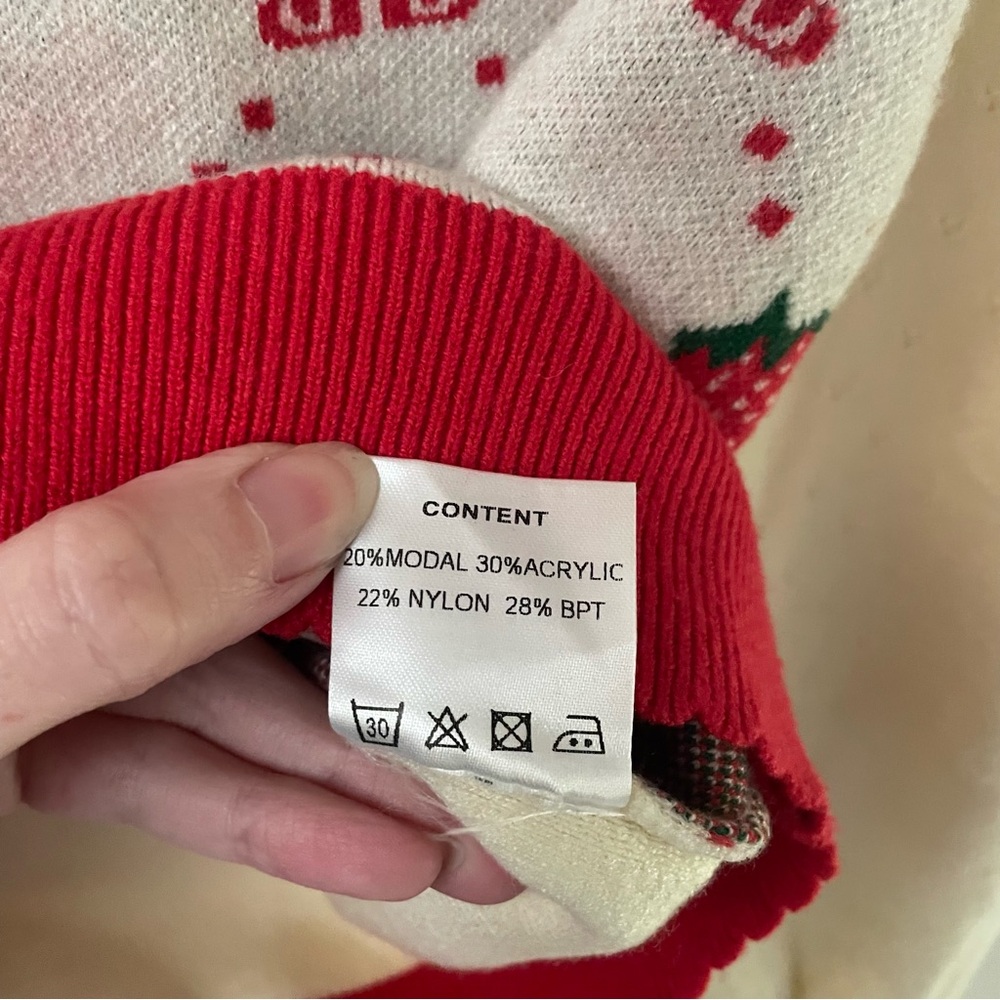 CONTENT
20%MODAL 30%ACRYLIC
22% NYLON 28% BPT
30